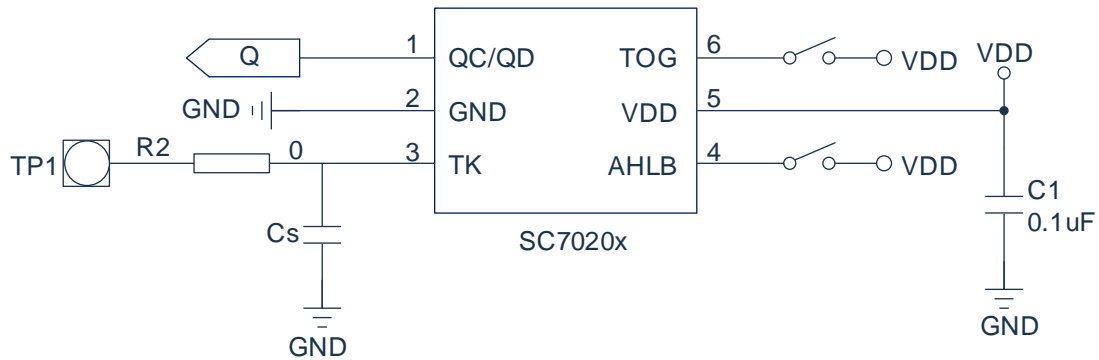 Q
1
QC/QD
TOG
6
VDD
VDD
GND
2
GND
VDD
5
TP1
R2
0
3
TK
AHLB
4
VDD
C1
0.1uF
Cs
SC7020x
GND
GND